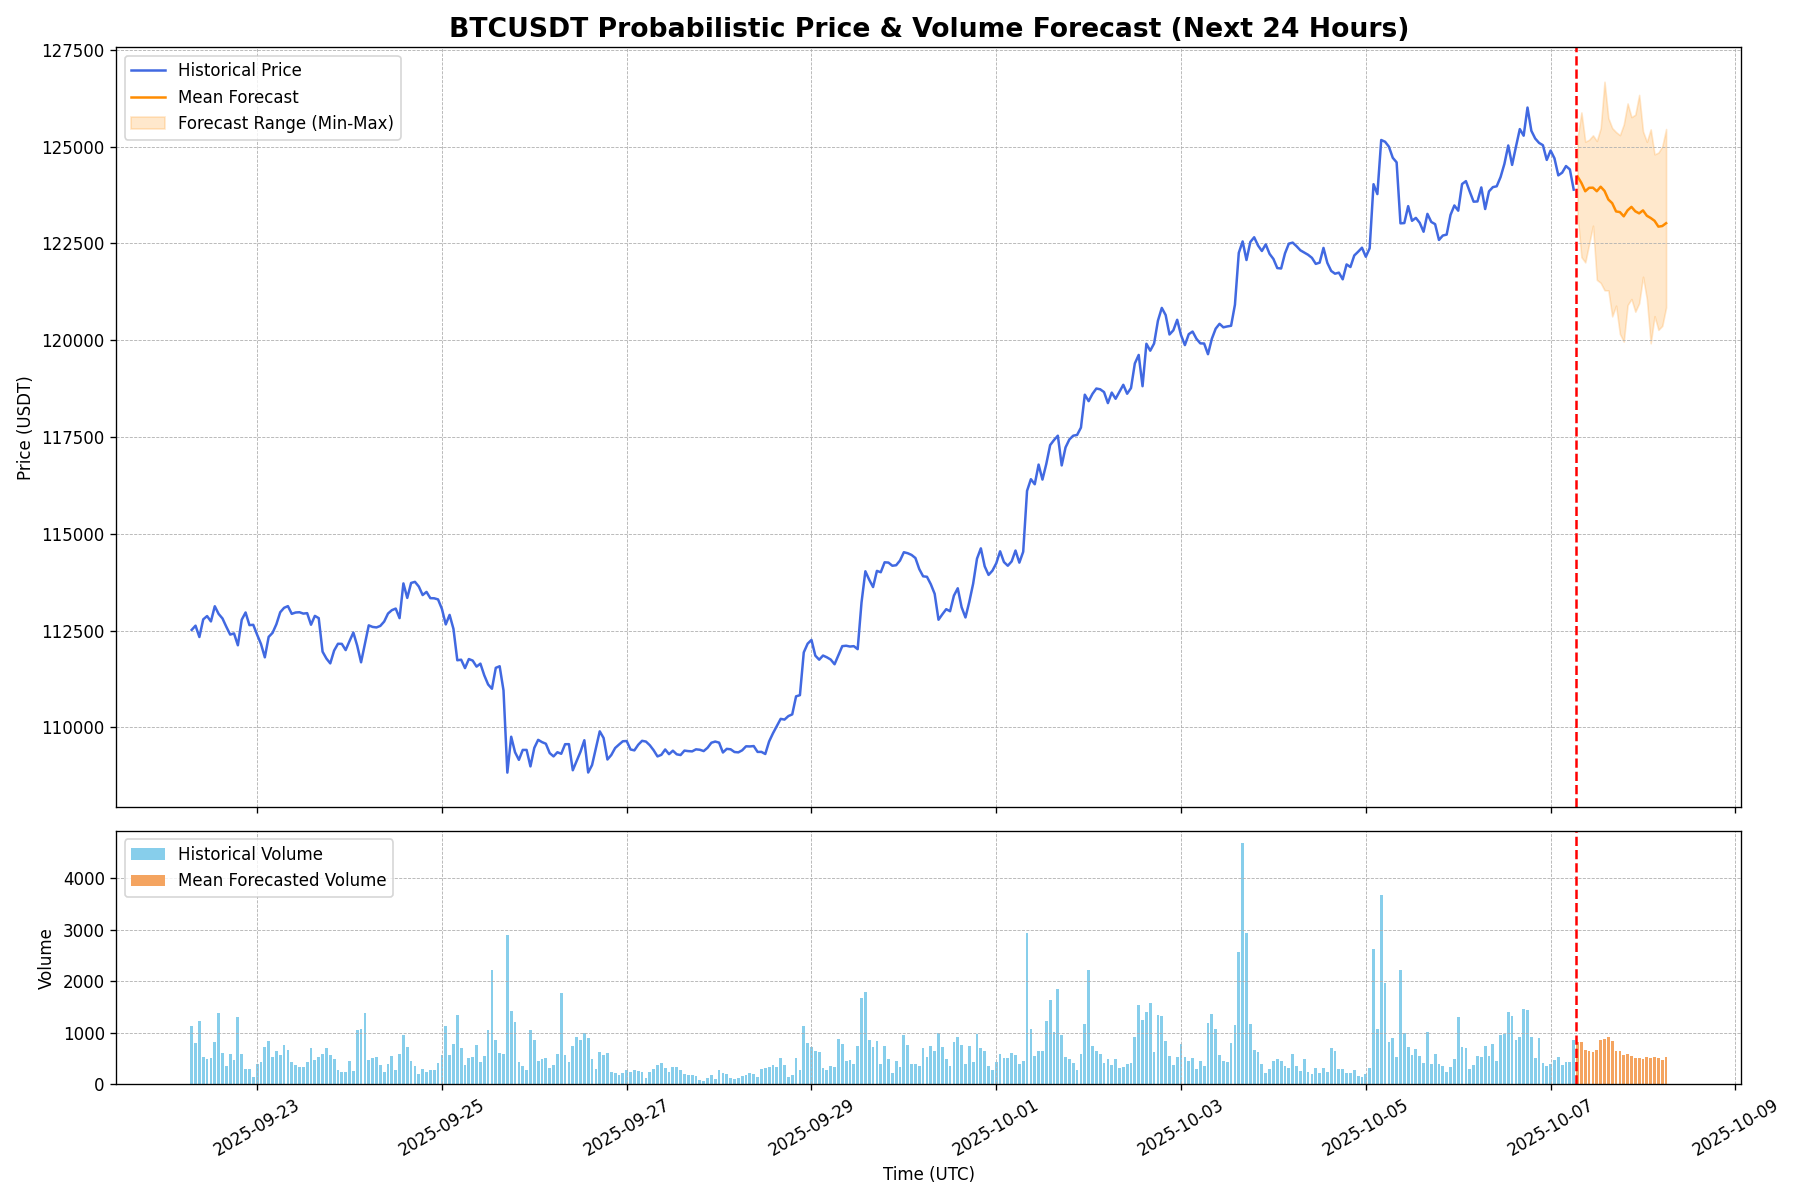 BTCUSDT Probabilistic Price & Volume Forecast (Next 24 Hours)
Historical Price
Mean Forecast
Forecast Range (Min-Max)
127500
125000
122500
120000
117500
115000
112500
110000
Price (USDT)
Historical Volume
Mean Forecasted Volume
4000
3000
2000
1000
0
Volume
2025-09-23
2025-09-25
2025-09-27
2025-09-29
2025-10-01
2025-10-03
2025-10-05
2025-10-07
2025-10-09
Time (UTC)